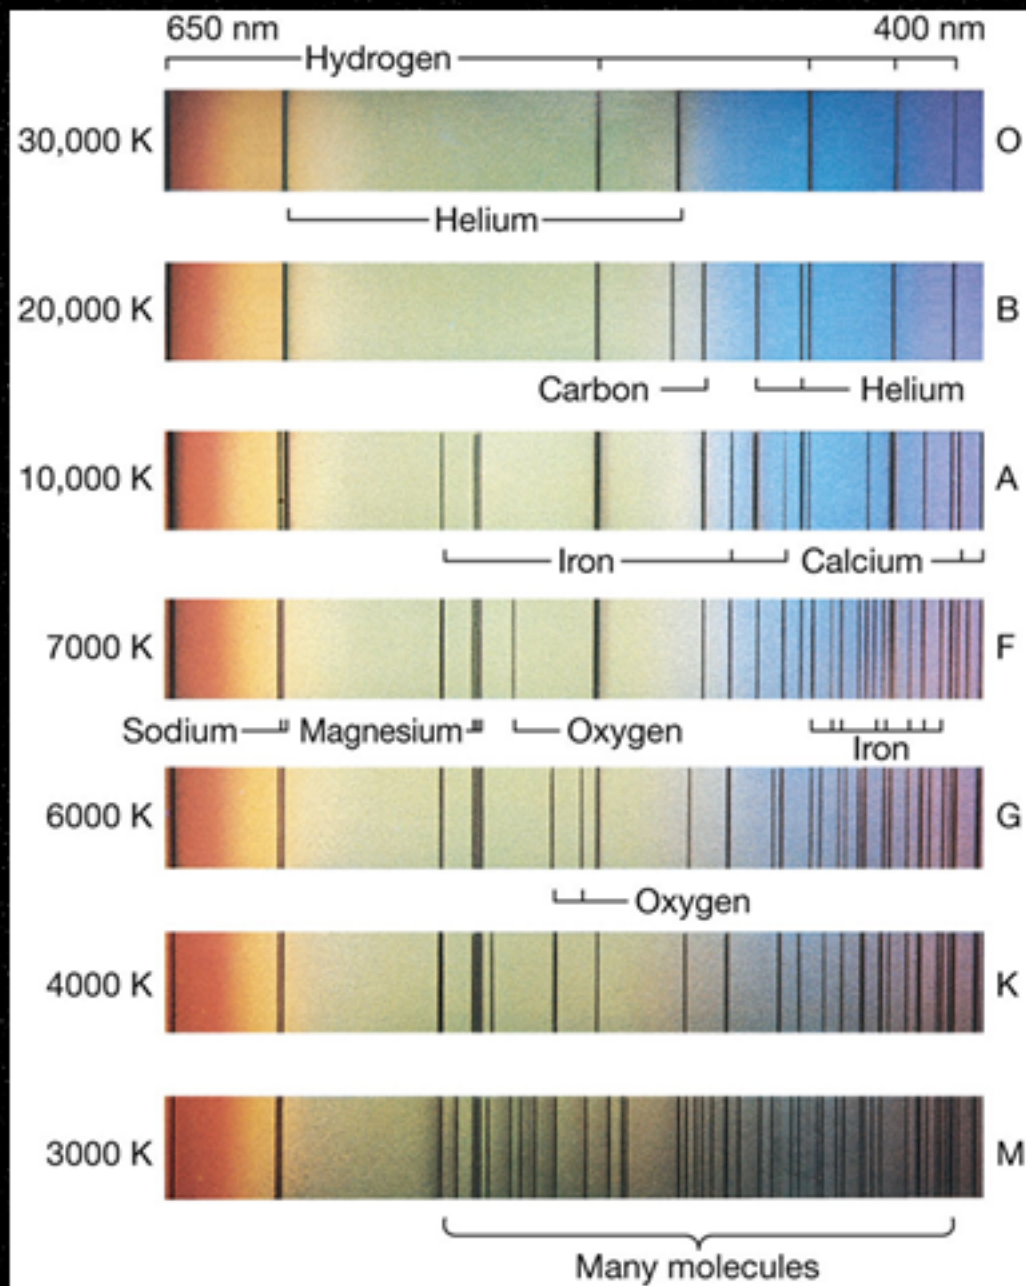 650 nm 400 nm
Hydrogen
30,000 K O
Helium
20,000 K B
Carbon Helium
10,000 K A
Iron Calcium
7000 K F
Sodium Magnesium Oxygen Iron
6000 K G
Oxygen
4000 K K
3000 K M
Many molecules